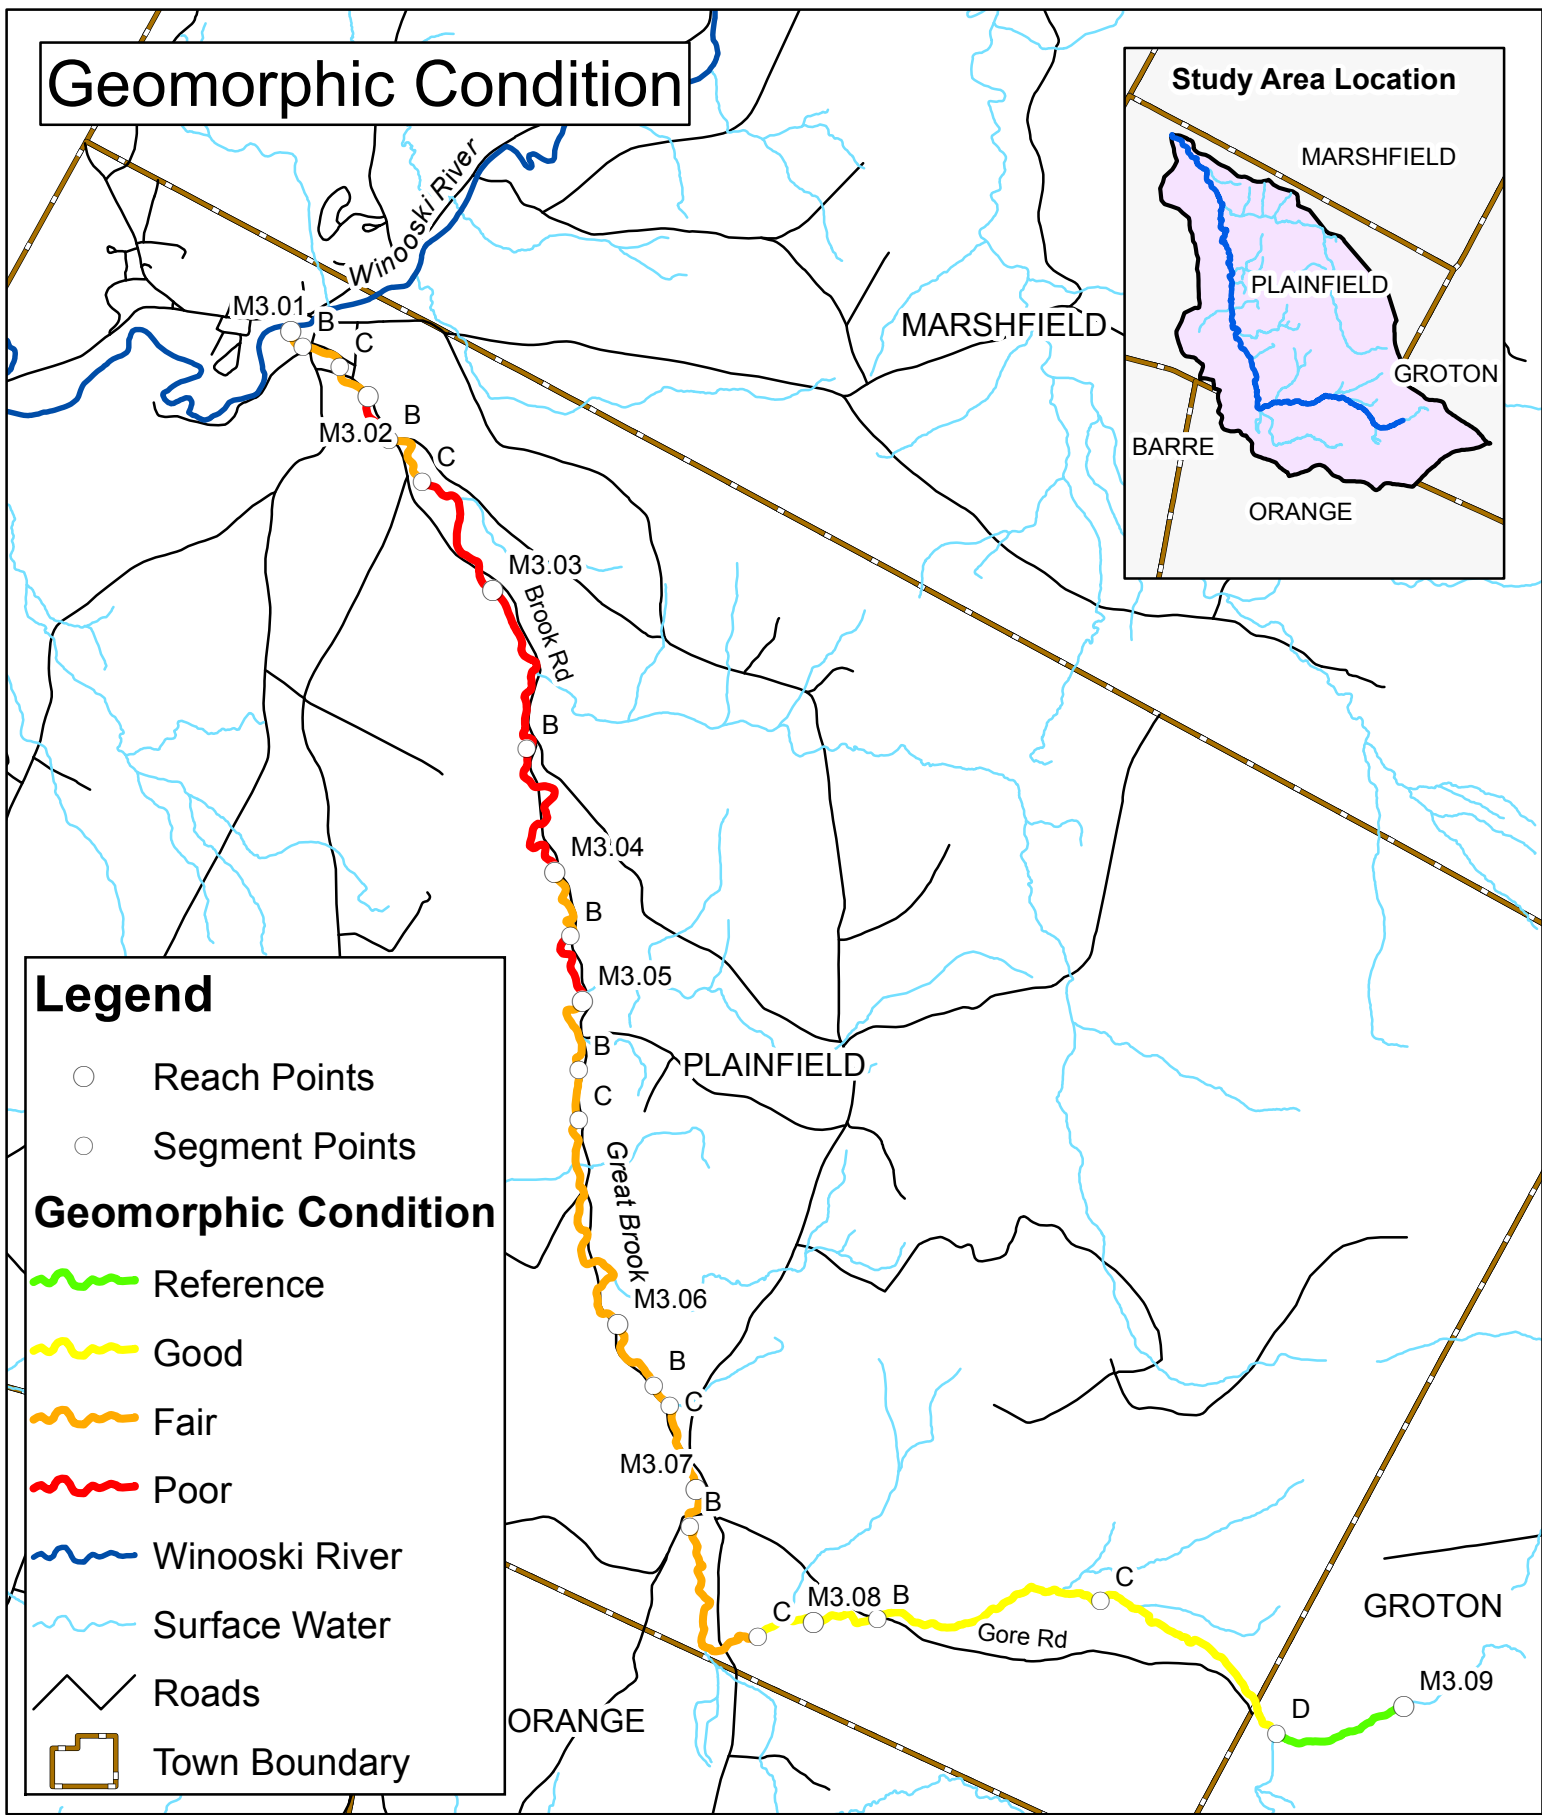 Geomorphic Condition
Study Area Location
MARSHFIELD
PLAINFIELD
GROTON
BARRE
ORANGE
Winooski River
M3.01
B
C
MARSHFIELD
M3.02
B
C
M3.03
Brook Rd
B
M3.04
B
M3.05
B
PLAINFIELD
C
Great Brook
M3.06
B
C
M3.07
B
C
M3.08
B
C
Gore Rd
GROTON
D
M3.09
ORANGE
Legend
Reach Points
Segment Points
Geomorphic Condition
Reference
Good
Fair
Poor
Winooski River
Surface Water
Roads
Town Boundary